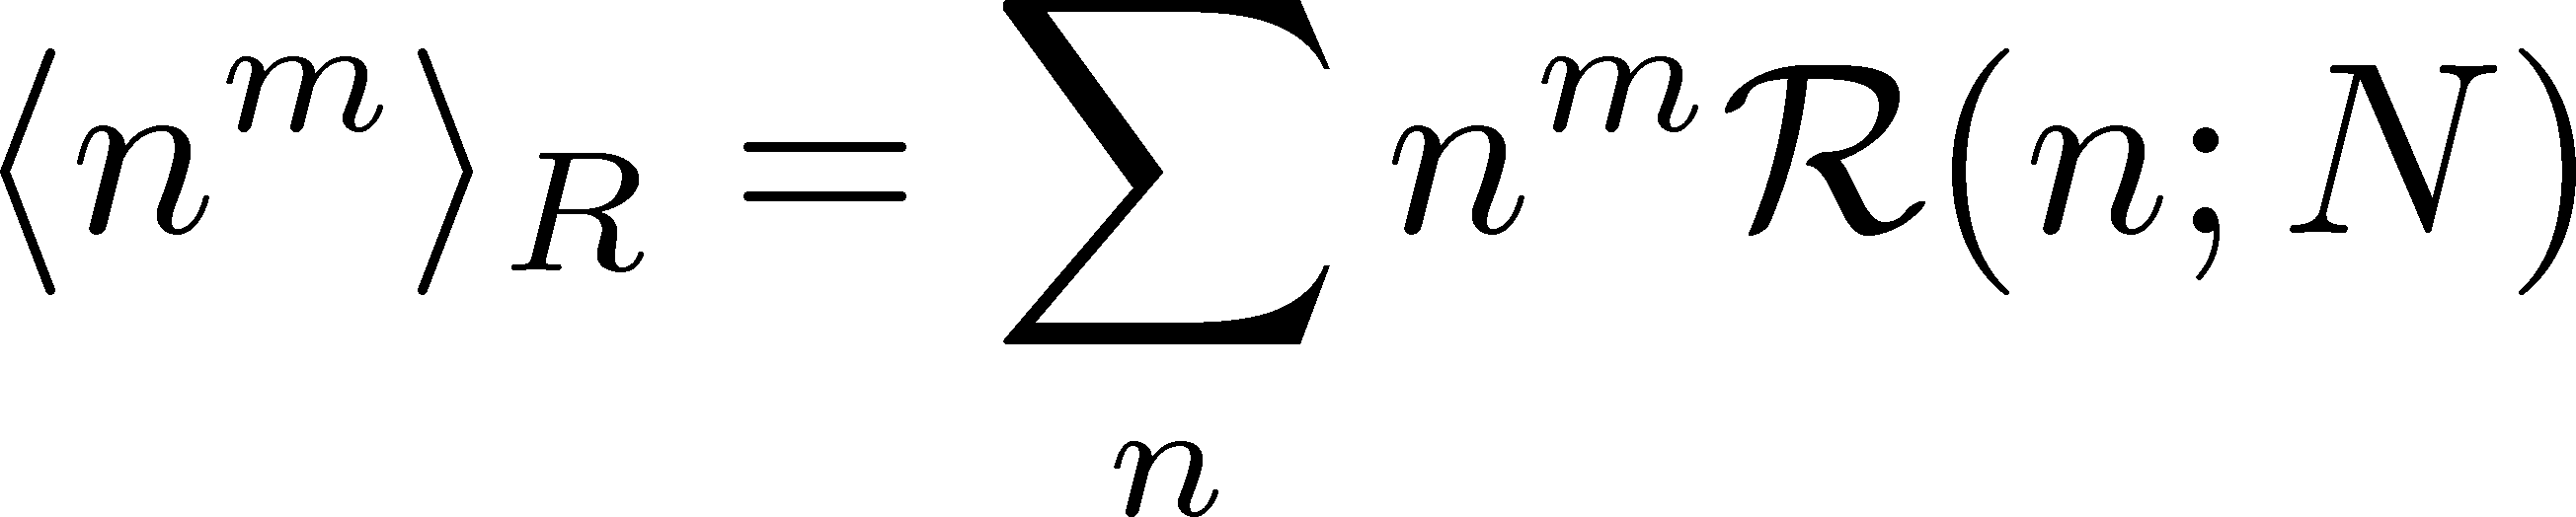 ⟨n^m⟩_R = ∑_n n^m ℛ(n; N)